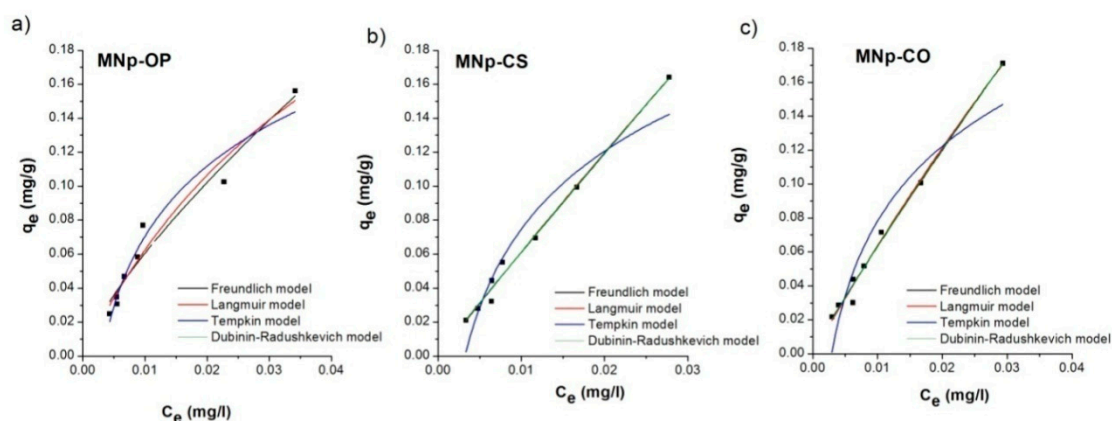 a)
MNp-OP
0.18
0.16
0.14
0.12
0.10
0.08
0.06
0.04
0.02
0.00
qe (mg/g)
Freundlich model
Langmuir model
Tempkin model
Dubinin-Radushkevich model
0.00 0.01 0.02 0.03 0.04
Ce (mg/l)
b)
MNp-CS
0.18
0.16
0.14
0.12
0.10
0.08
0.06
0.04
0.02
0.00
qe (mg/g)
Freundlich model
Langmuir model
Tempkin model
Dubinin-Radushkevich model
0.00 0.01 0.02 0.03
Ce (mg/l)
c)
MNp-CO
0.18
0.16
0.14
0.12
0.10
0.08
0.06
0.04
0.02
0.00
qe (mg/g)
Freundlich model
Langmuir model
Tempkin model
Dubinin-Radushkevich model
0.00 0.01 0.02 0.03 0.04
Ce (mg/l)